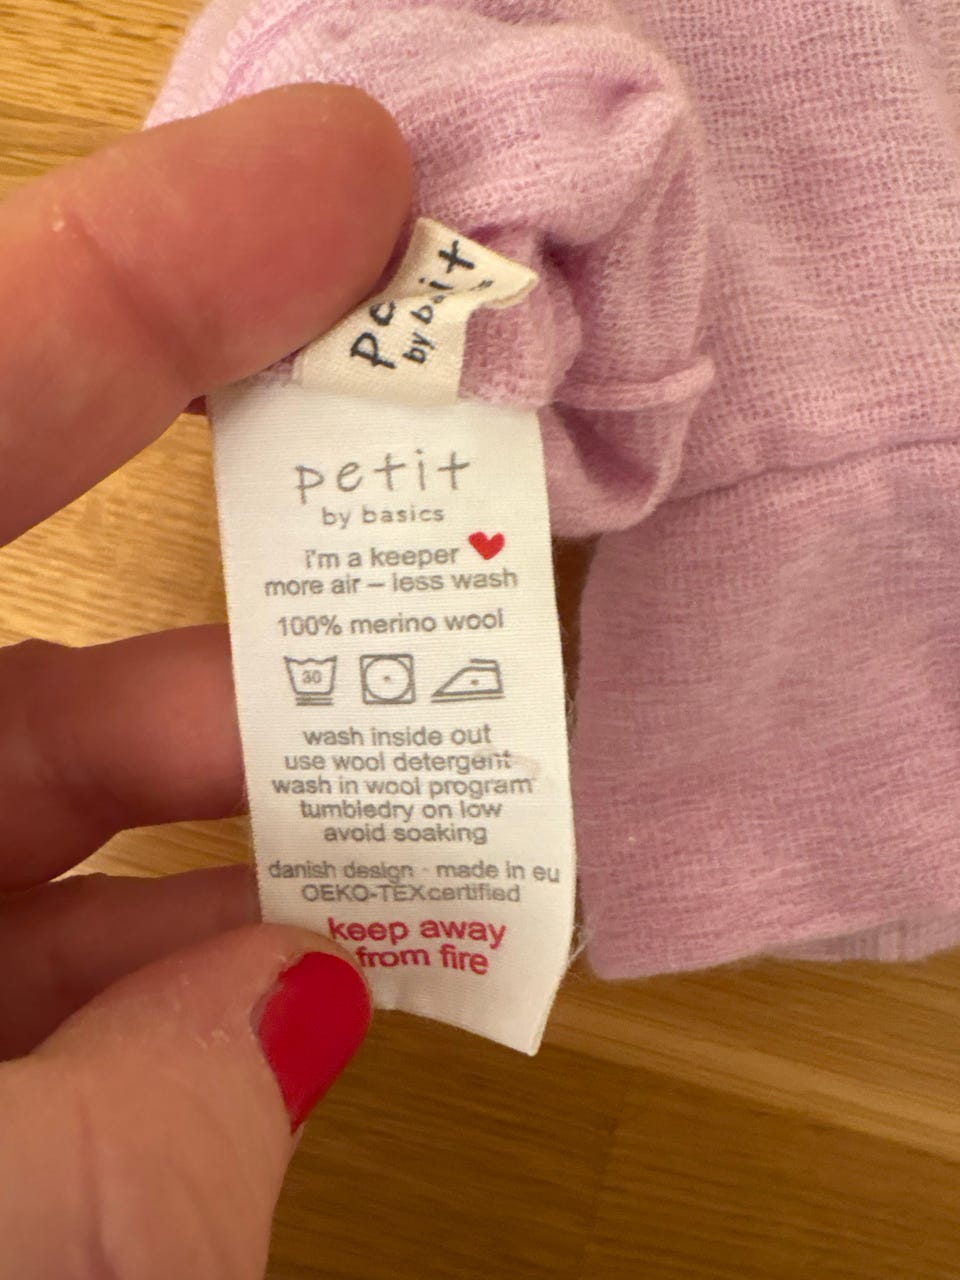 by
petit
by basics
i'm a keeper
more air – less wash
100% merino wool
30
wash inside out
use wool detergent
wash in wool program
tumbledry on low
avoid soaking
danish design · made in eu
OEKO-TEX certified
keep away
from fire